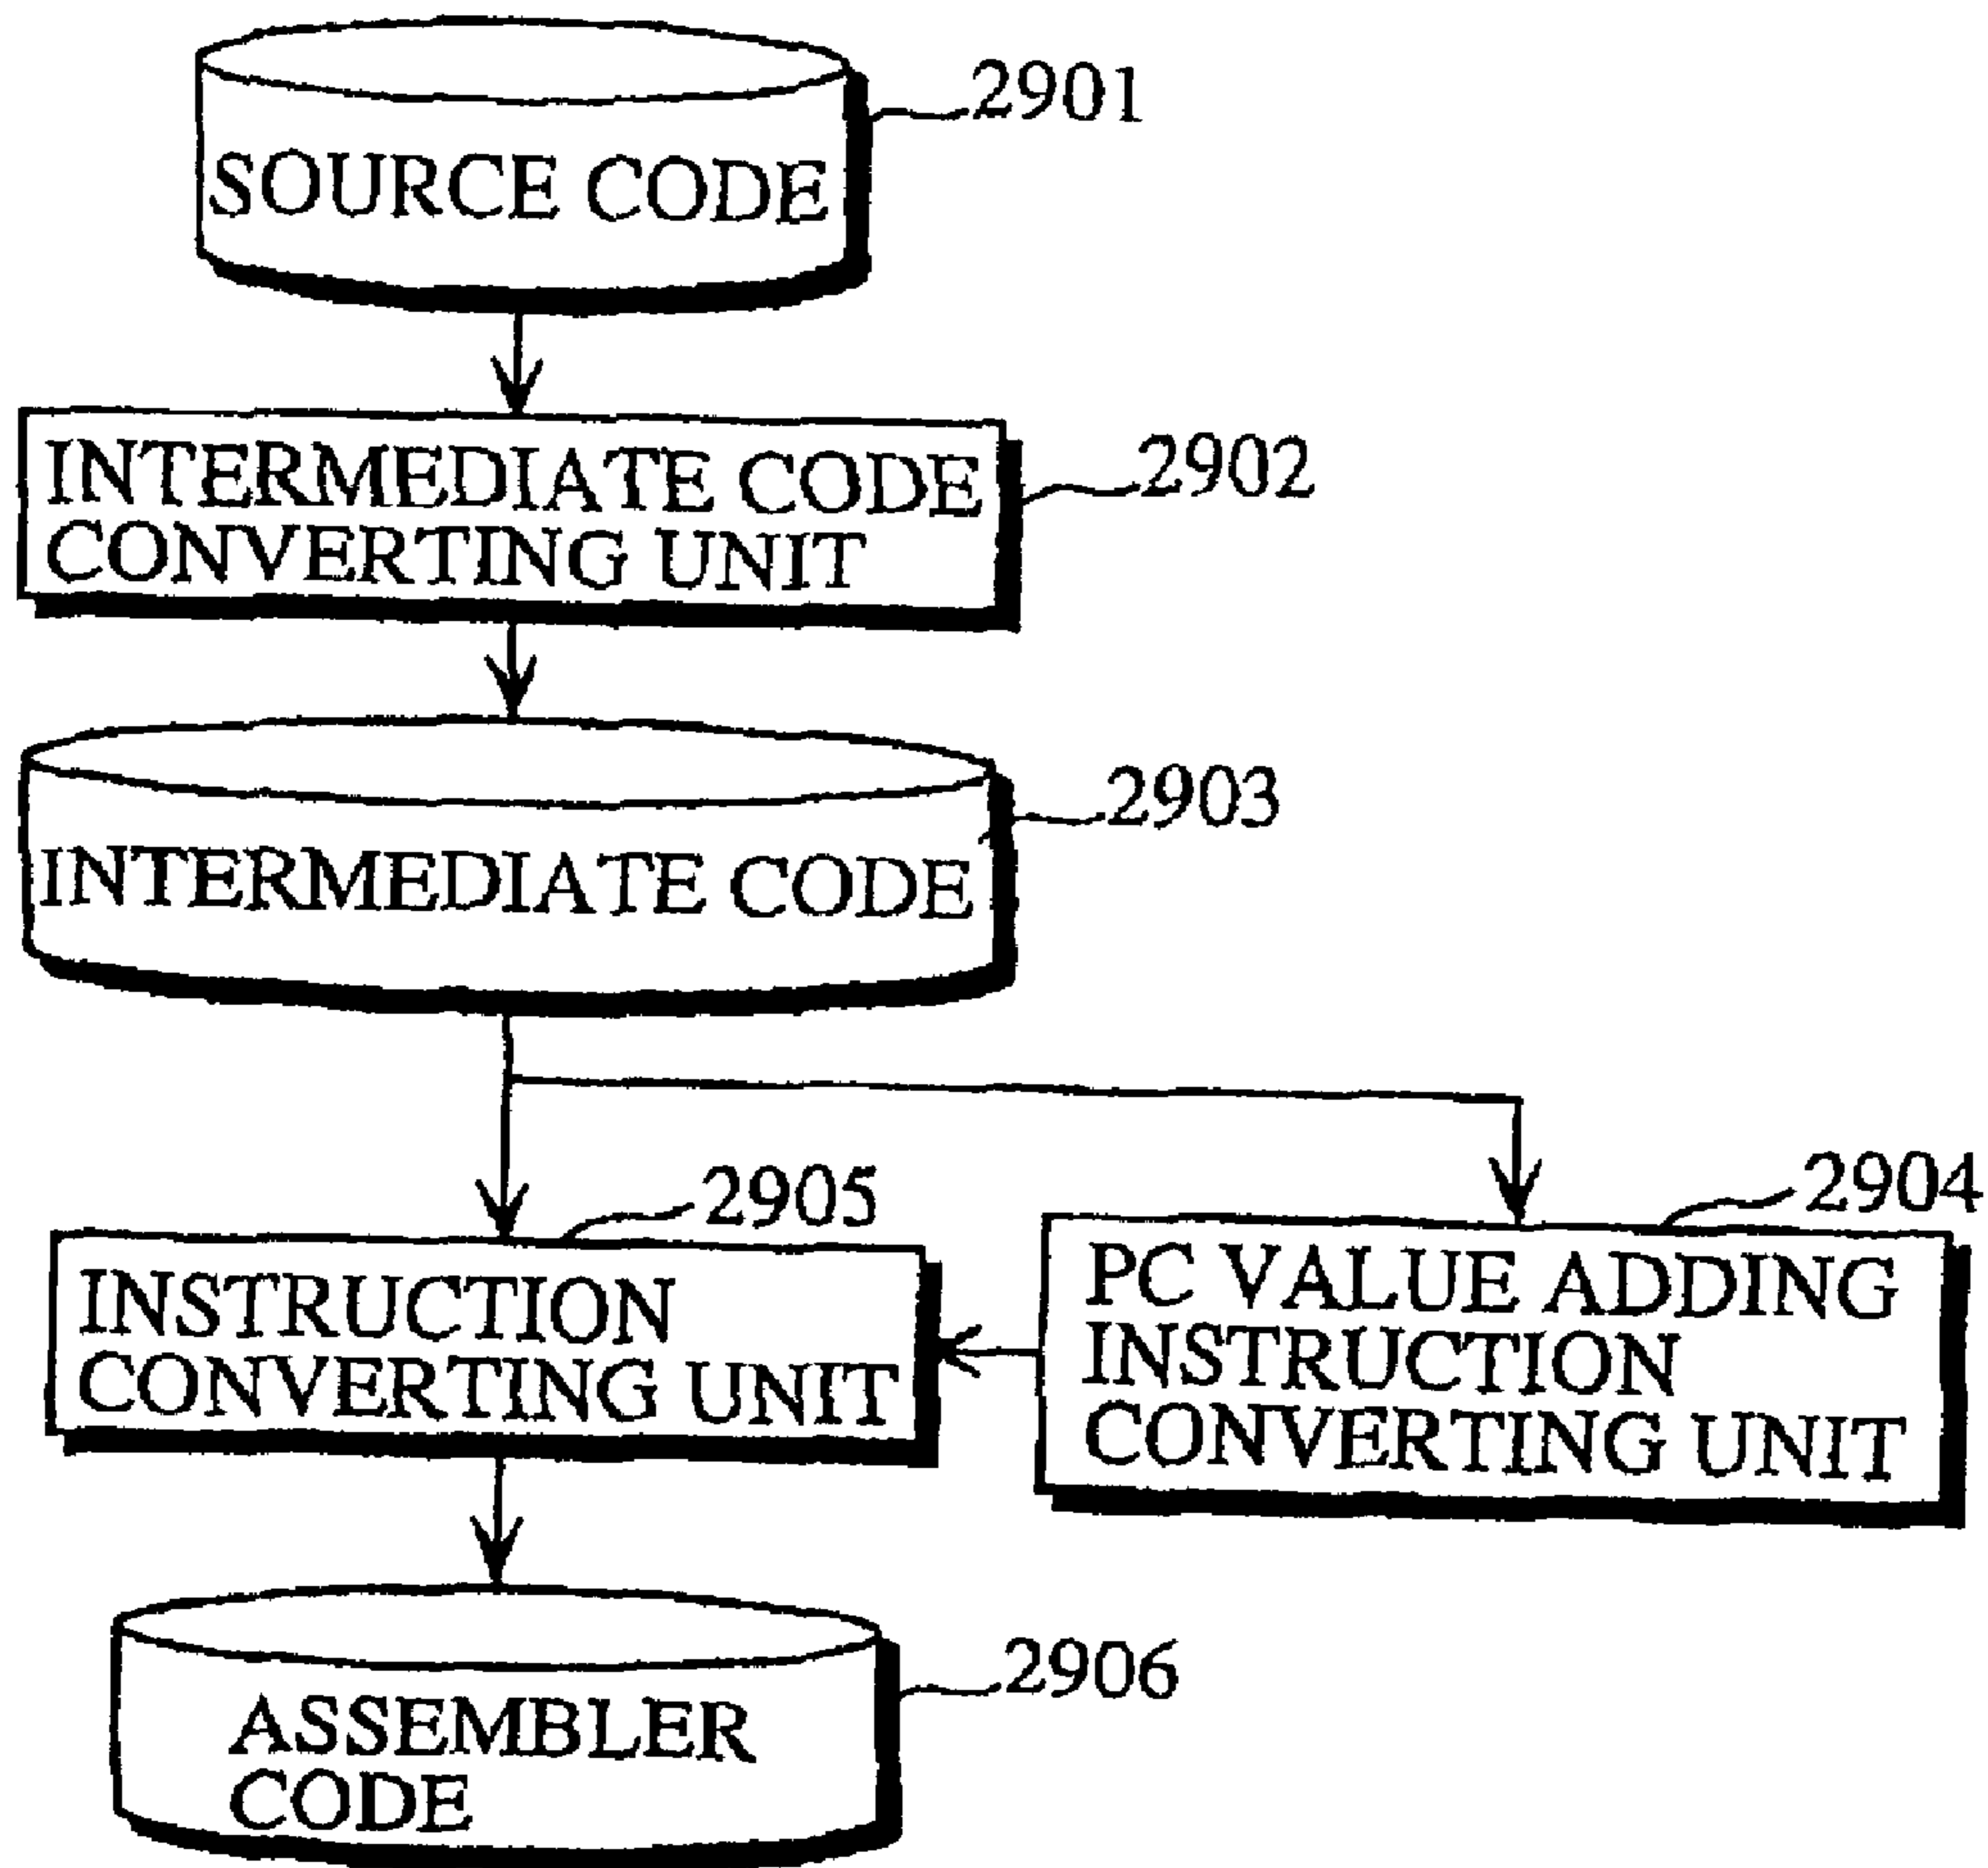 2901
SOURCE CODE
INTERMEDIATE CODE
CONVERTING UNIT
2902
2903
INTERMEDIATE CODE
2905
2904
INSTRUCTION
CONVERTING UNIT
PC VALUE ADDING
INSTRUCTION
CONVERTING UNIT
2906
ASSEMBLER
CODE